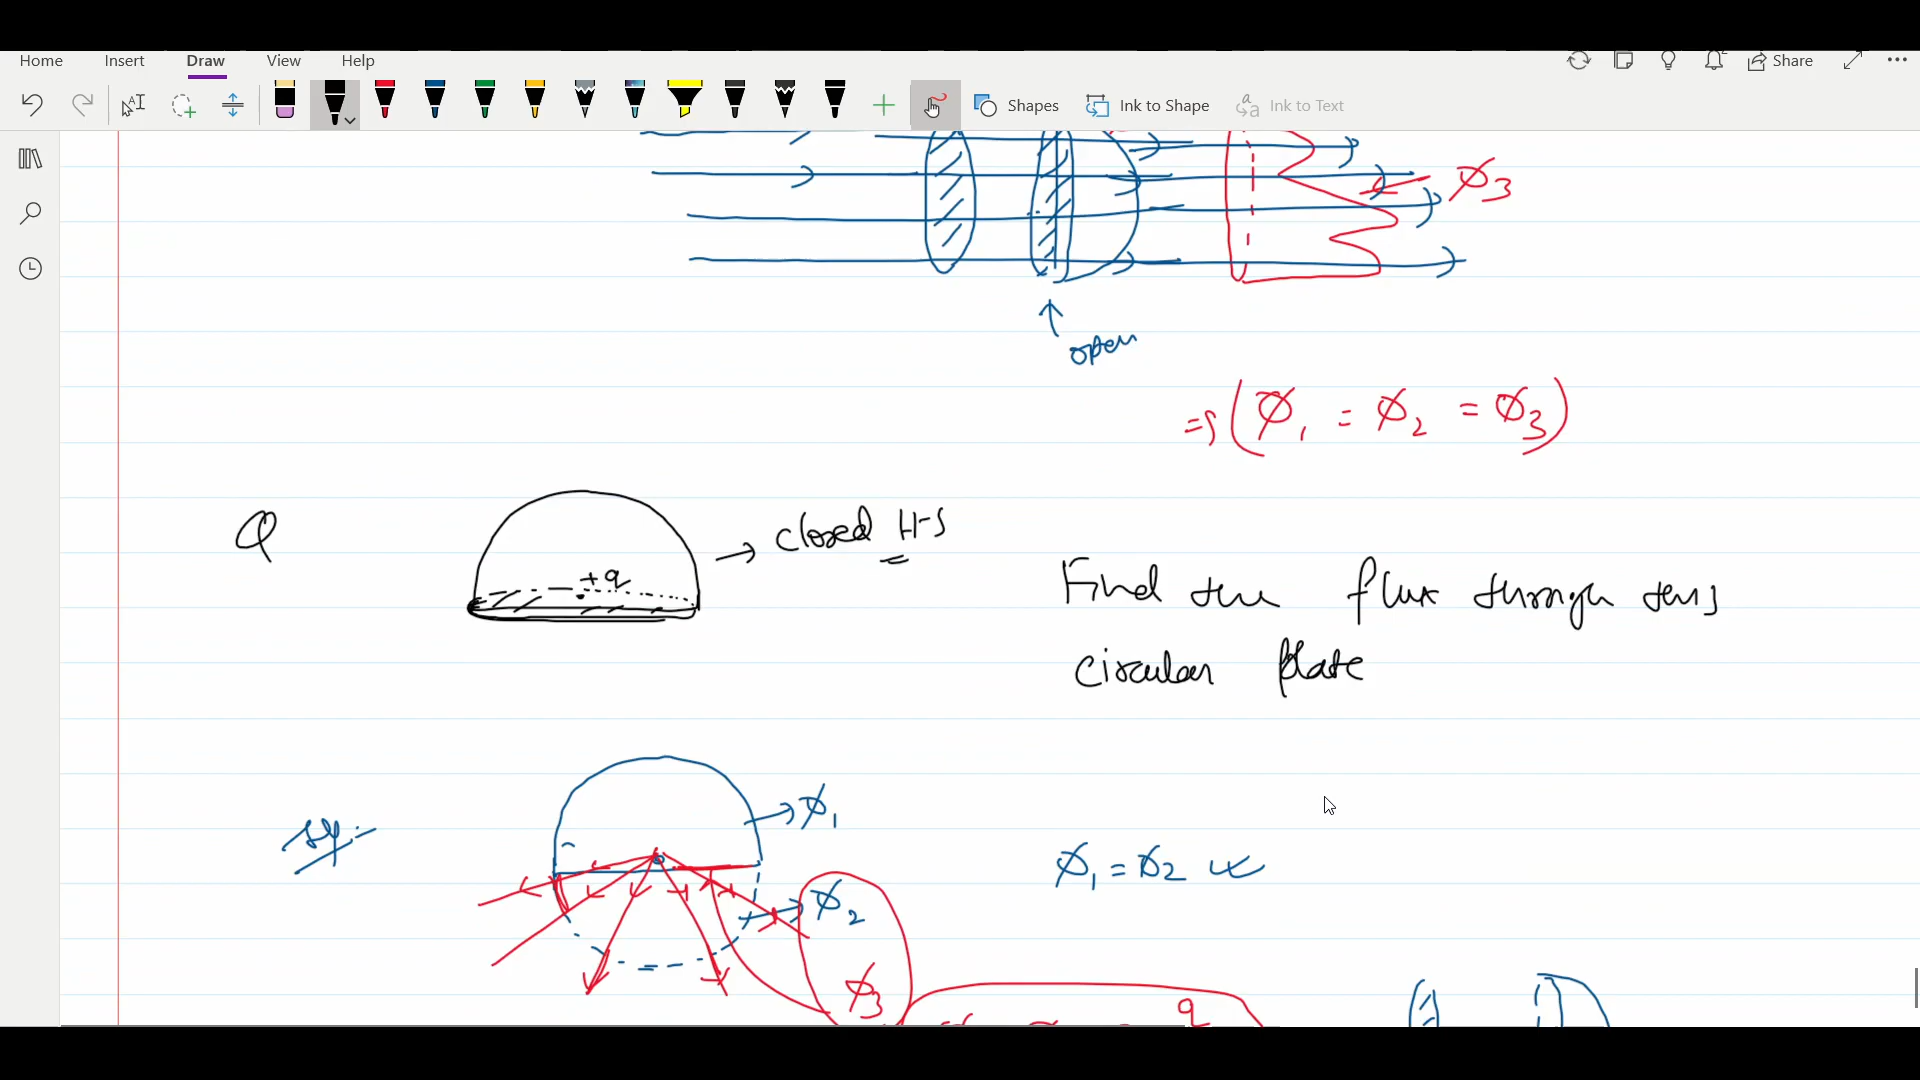 Home Insert Draw View Help Share
Shapes Ink to Shape Ink to Text
ϕ3
open
=> (ϕ1 = ϕ2 = ϕ3)
Q
+q
→ closed H-S
Find the flux through this
circular plate
→ ϕ1
ϕ1 = ϕ2
ϕ2
ϕ3
q